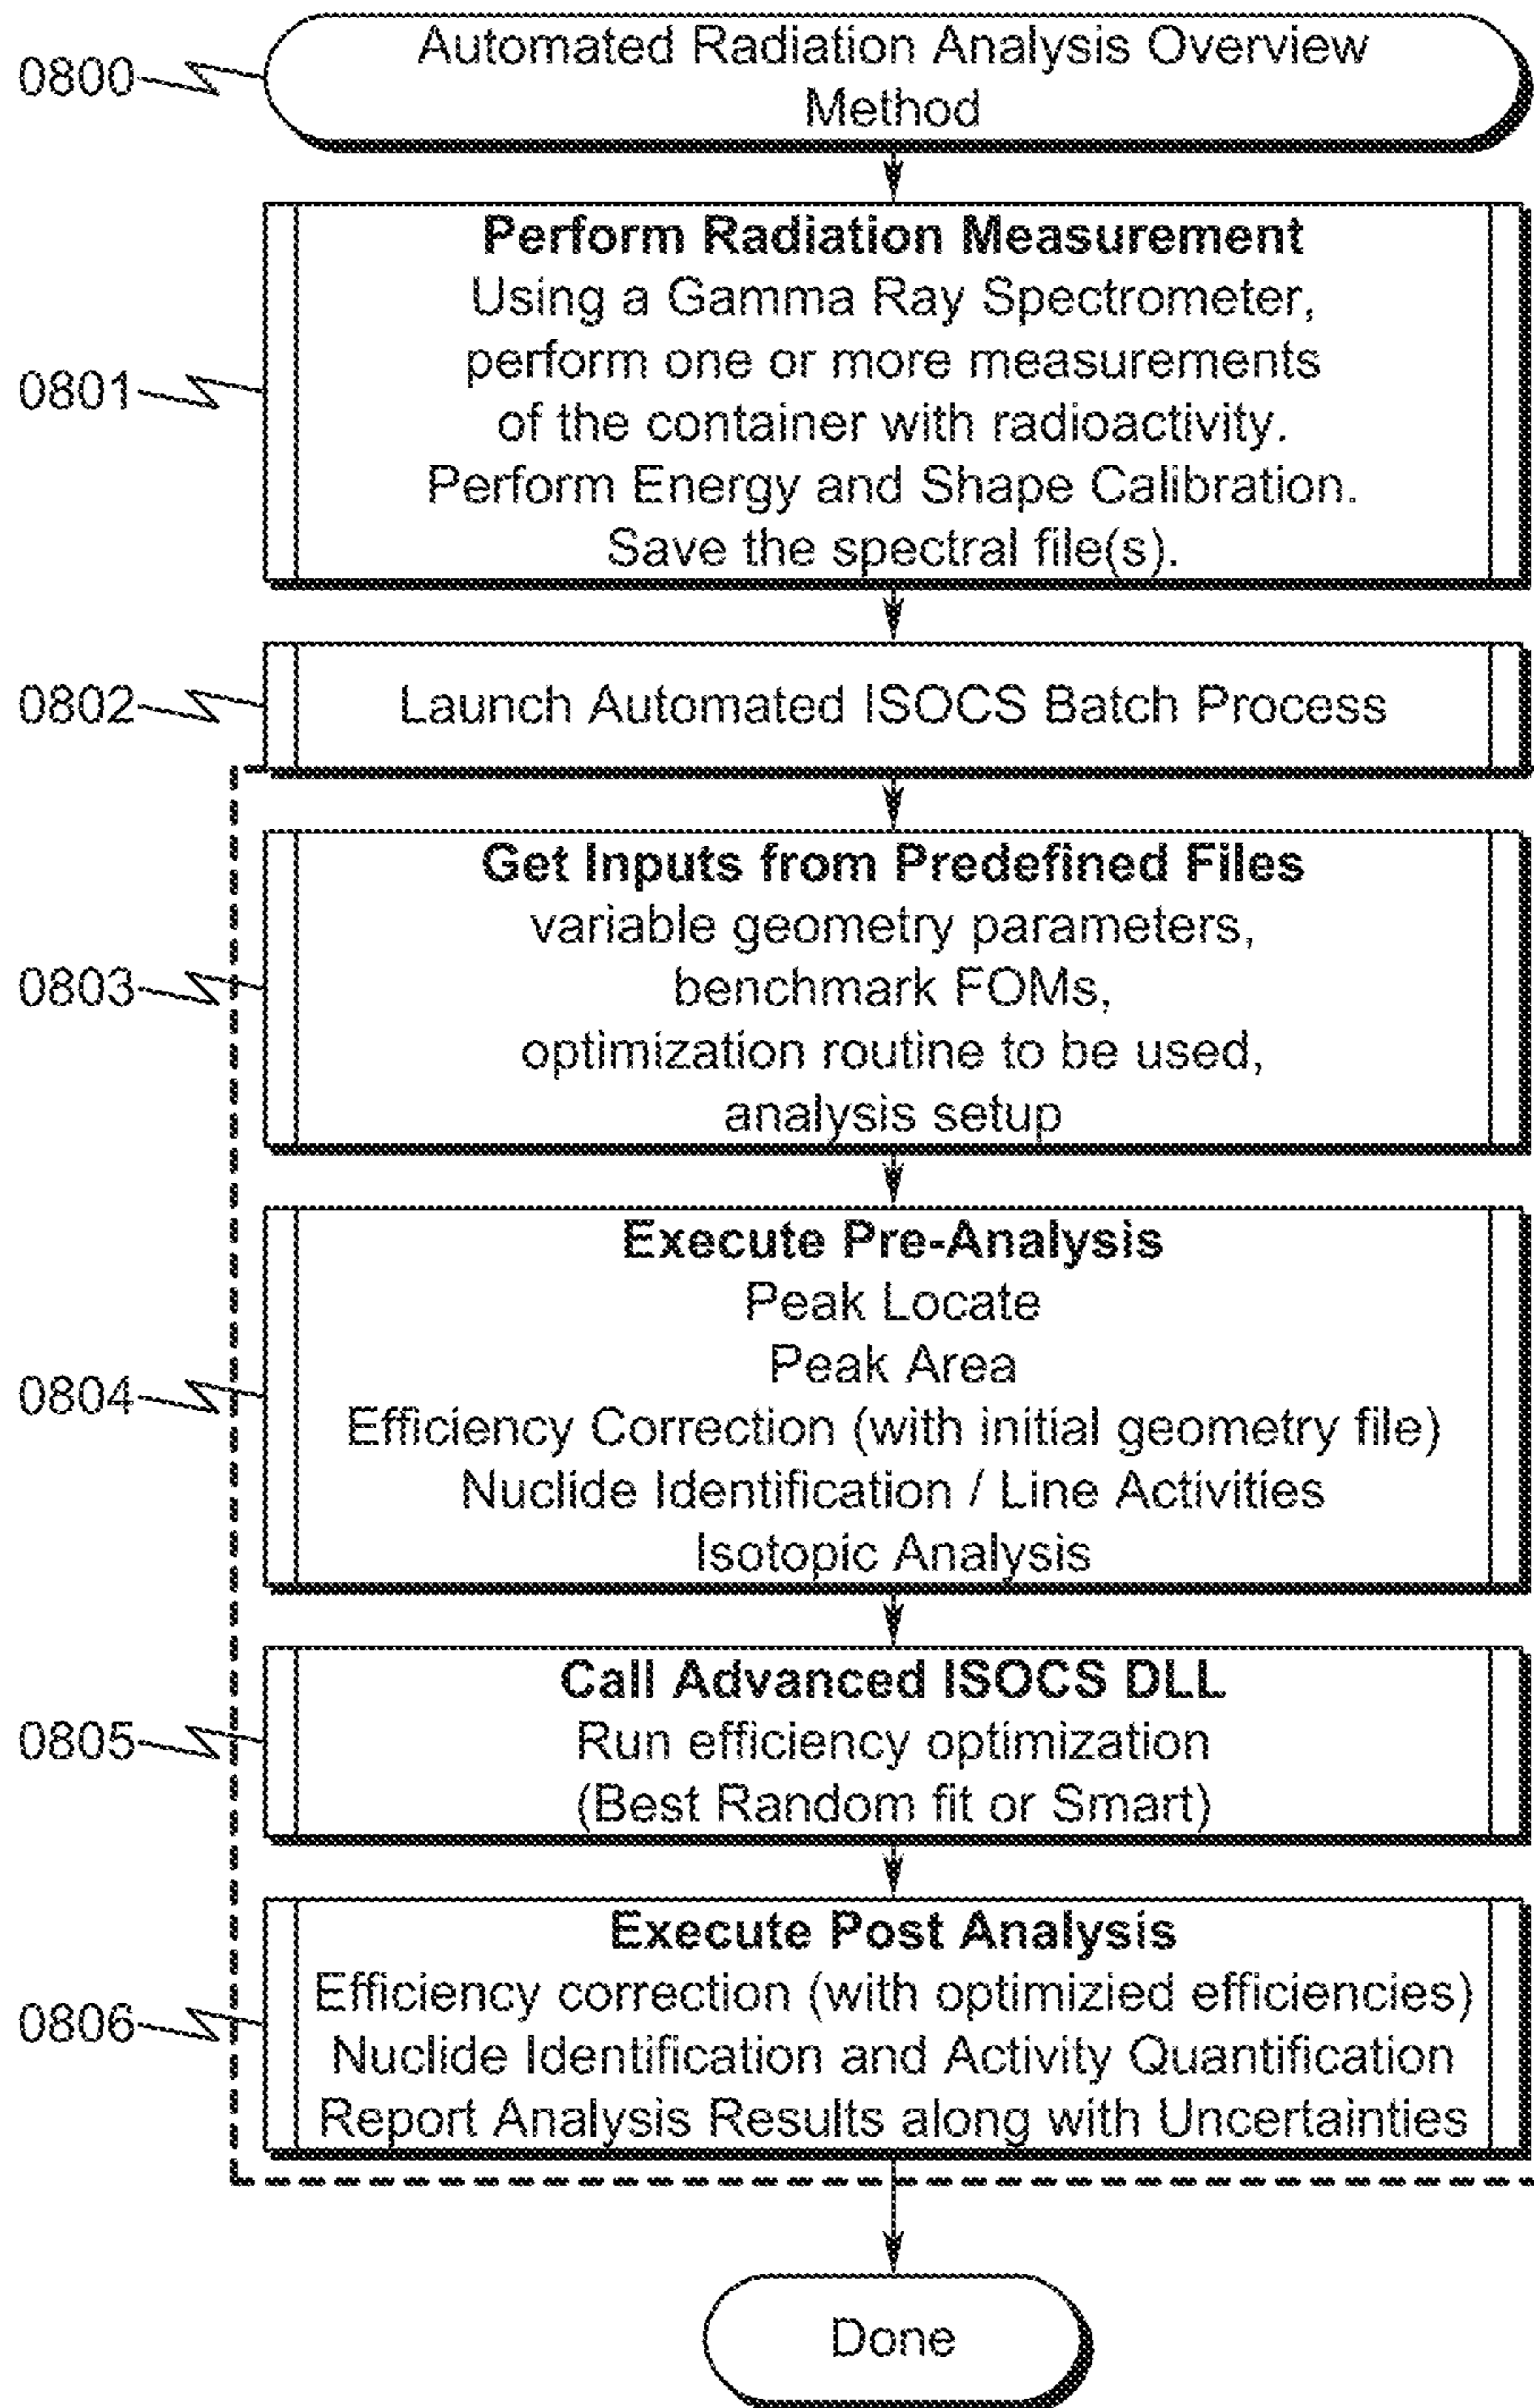 0800
Automated Radiation Analysis Overview
Method
Perform Radiation Measurement
Using a Gamma Ray Spectrometer,
perform one or more measurements
0801
of the container with radioactivity.
Perform Energy and Shape Calibration.
Save the spectral file(s).
0802
Launch Automated ISOCS Batch Process
Get Inputs from Predefined Files
variable geometry parameters,
0803
benchmark FOMs,
optimization routine to be used,
analysis setup
Execute Pre-Analysis
Peak Locate
Peak Area
0804
Efficiency Correction (with initial geometry file)
Nuclide Identification / Line Activities
Isotopic Analysis
Call Advanced ISOCS DLL
0805
Run efficiency optimization
(Best Random fit or Smart)
Execute Post Analysis
Efficiency correction (with optimizied efficiencies)
0806
Nuclide Identification and Activity Quantification
Report Analysis Results along with Uncertainties
Done